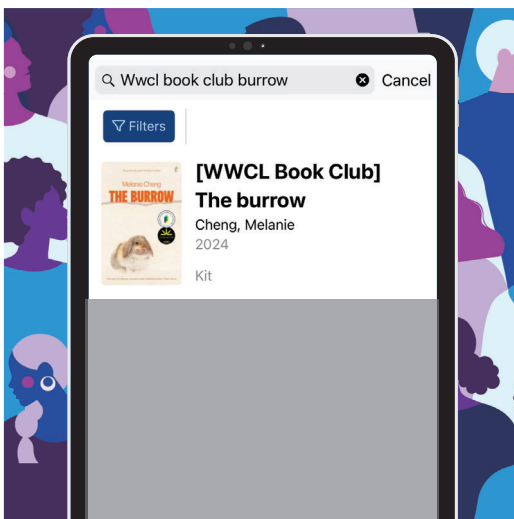 Wwcl book club burrow
Cancel
Filters
[WWCL Book Club]
The burrow
Cheng, Melanie
2024
Kit
Melanie Cheng
THE BURROW